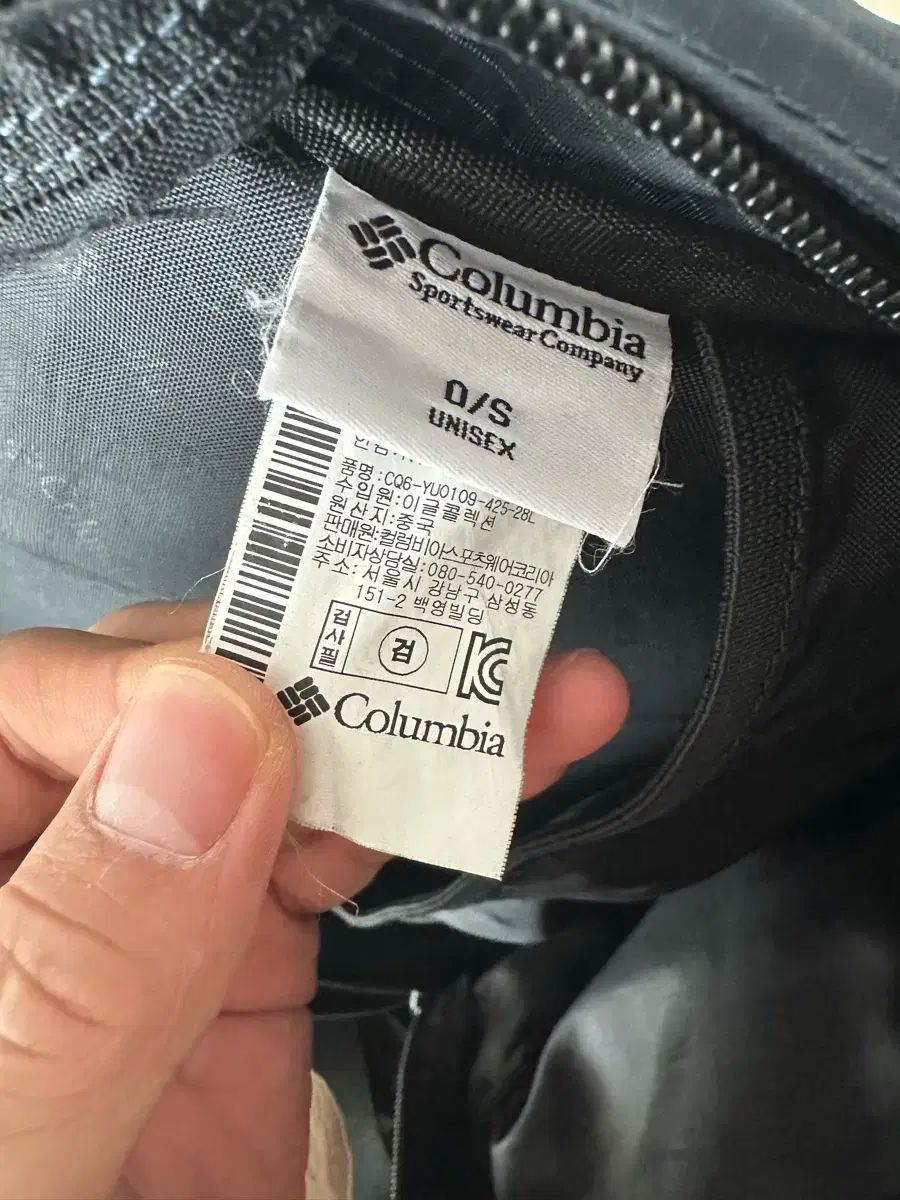 Columbia
Sportswear Company
O/S
UNISEX
품명:CQ6-YU0109-425-28L
수입원:이글콜렉션
원산지:중국
판매원:컬럼비아스포츠웨어코리아
소비자상담실:080-540-0277
주소:서울시 강남구 삼성동
151-2 백영빌딩
검사필
검
Columbia